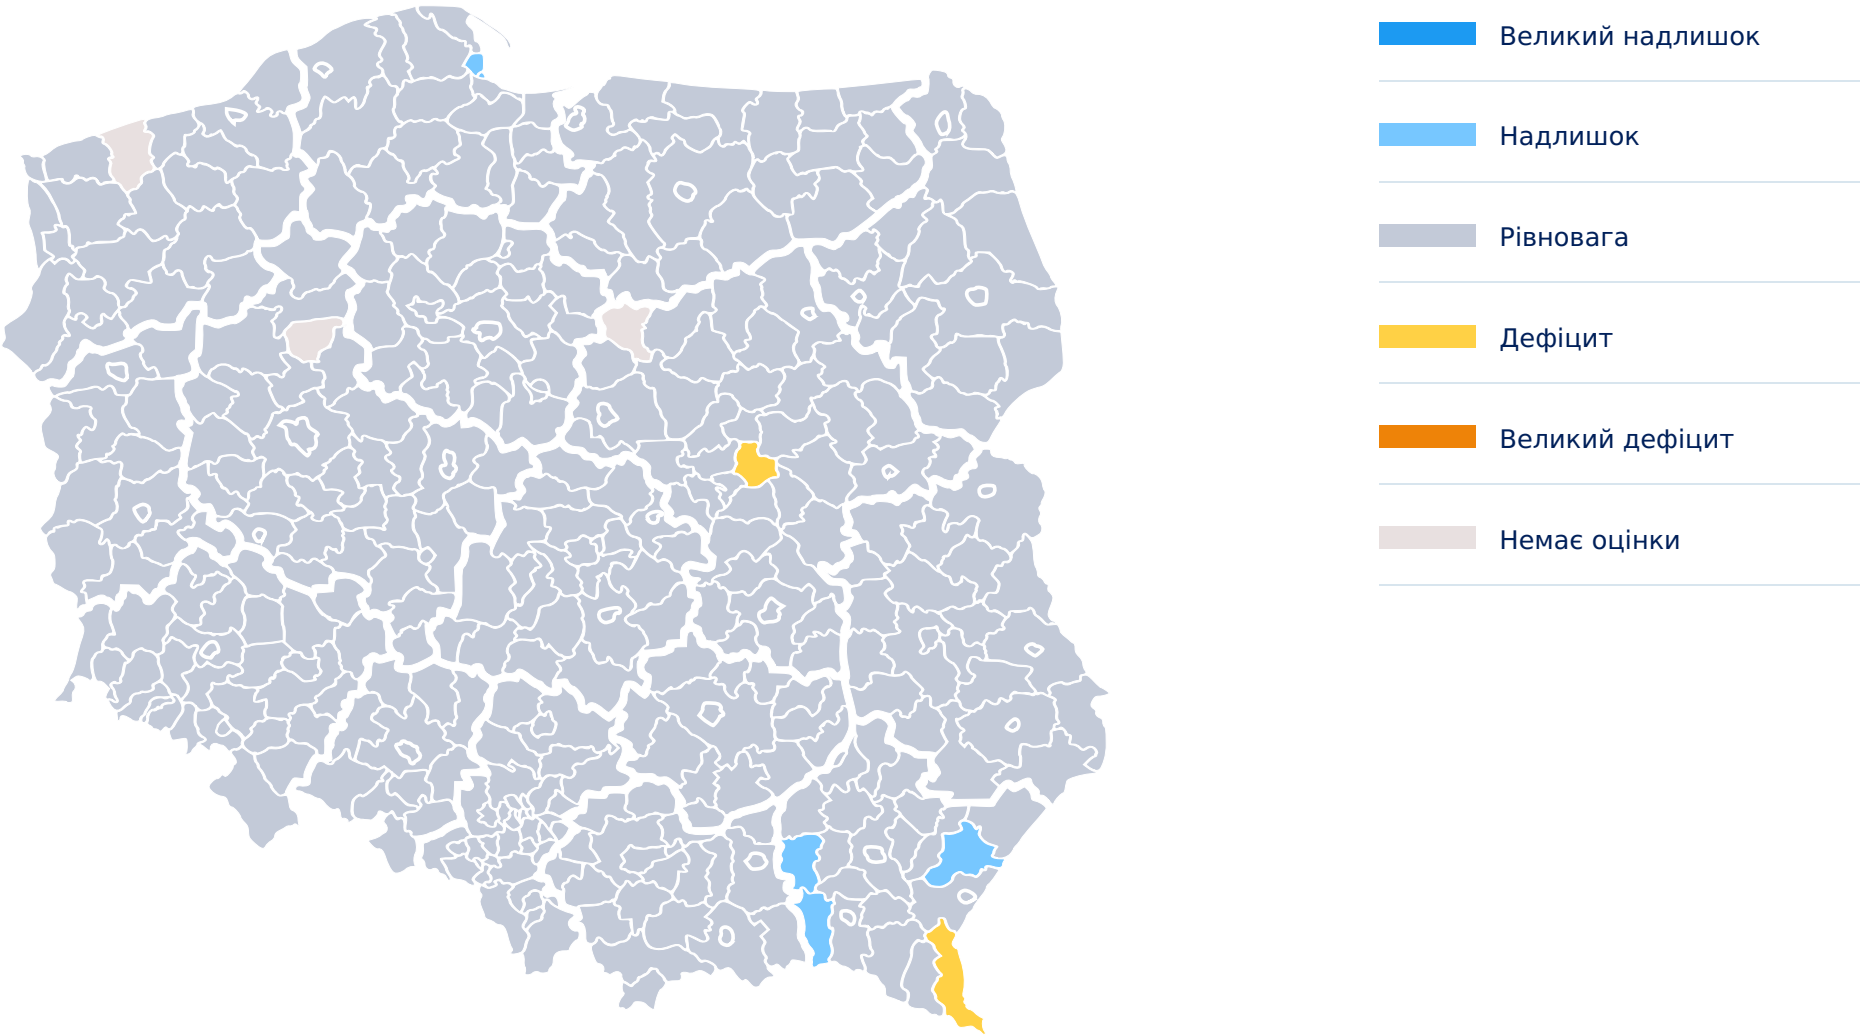 Великий надлишок
Надлишок
Рівновага
Дефіцит
Великий дефіцит
Немає оцінки